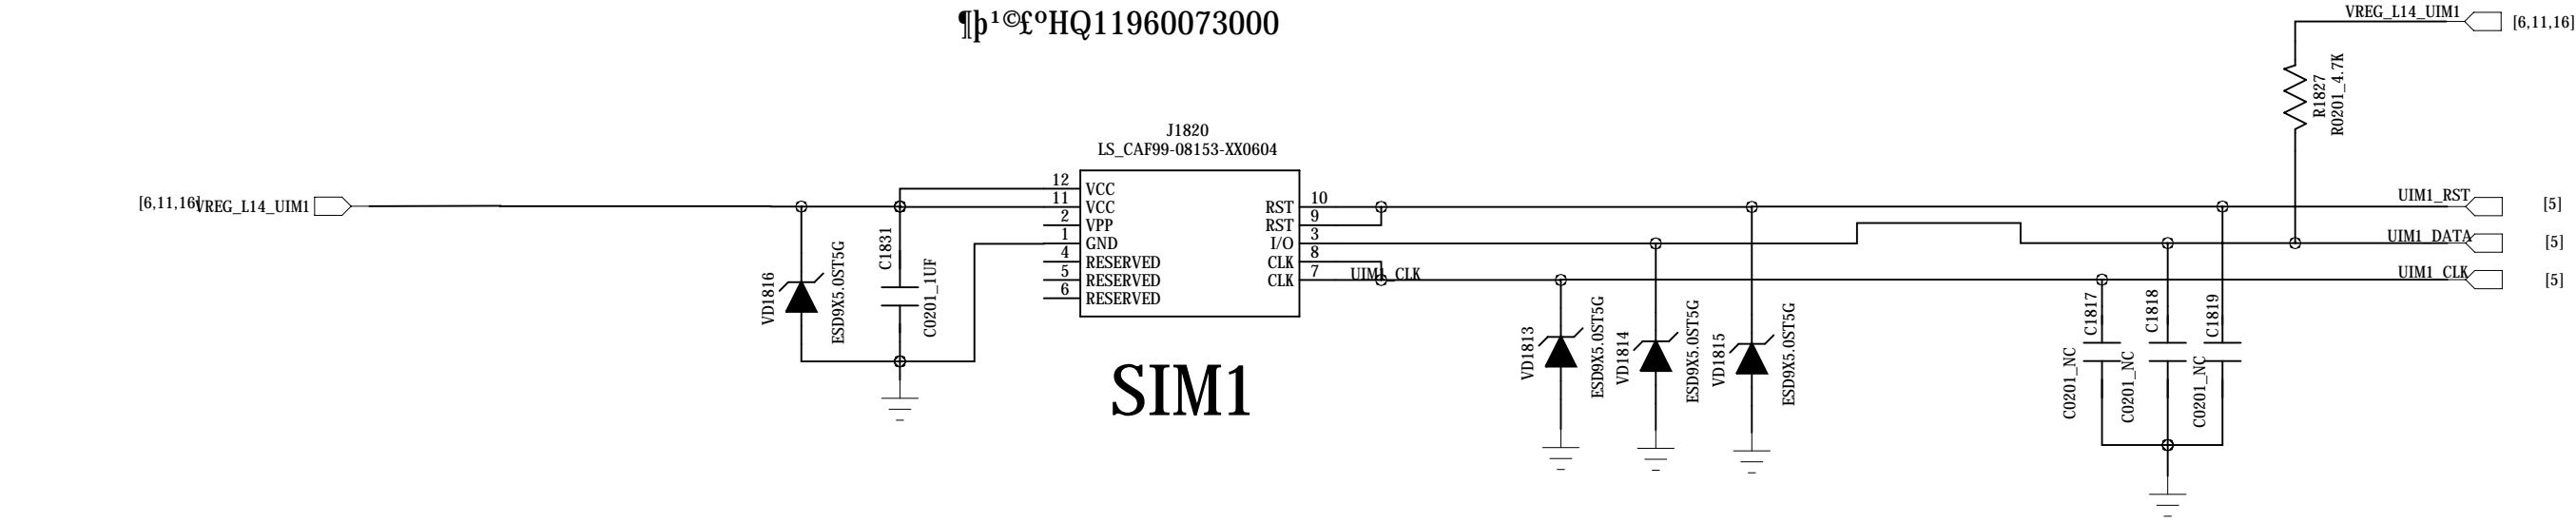 ¶þ¹©£ºHQ11960073000
VREG_L14_UIM1
[6,11,16]
R1827
R0201_4.7K
J1820
LS_CAF99-08153-XX0604
[6,11,16]
VREG_L14_UIM1
12 VCC
11 VCC
2 VPP
1 GND
4 RESERVED
5 RESERVED
6 RESERVED
RST 10
RST 9
I/O 3
CLK 8
CLK 7
UIM1_CLK
UIM1_RST [5]
UIM1_DATA [5]
UIM1_CLK [5]
VD1816
ESD9X5.0ST5G
C1831
C0201_1UF
SIM1
VD1813
ESD9X5.0ST5G
VD1814
ESD9X5.0ST5G
VD1815
ESD9X5.0ST5G
C1817
C0201_NC
C1818
C0201_NC
C1819
C0201_NC